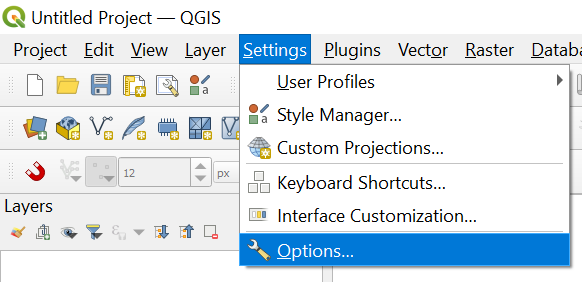 Untitled Project — QGIS
Project Edit View Layer Settings Plugins Vector Raster Databa
User Profiles
Style Manager...
Custom Projections...
12 px
Keyboard Shortcuts...
Layers
Interface Customization...
Options...